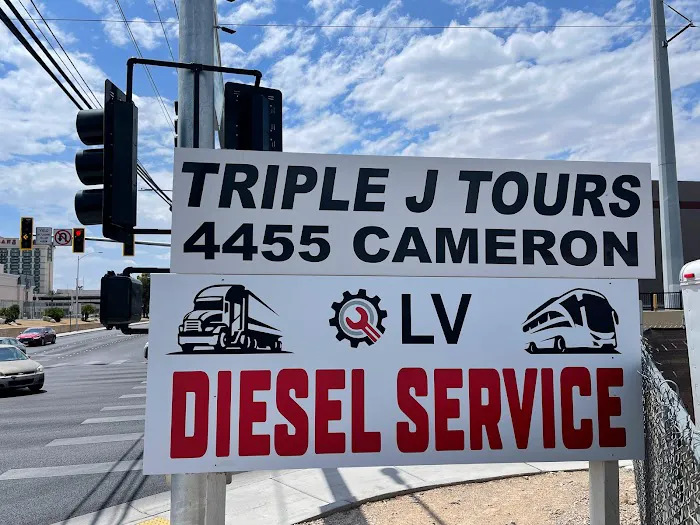 TRIPLE J TOURS
4455 CAMERON
LV
DIESEL SERVICE